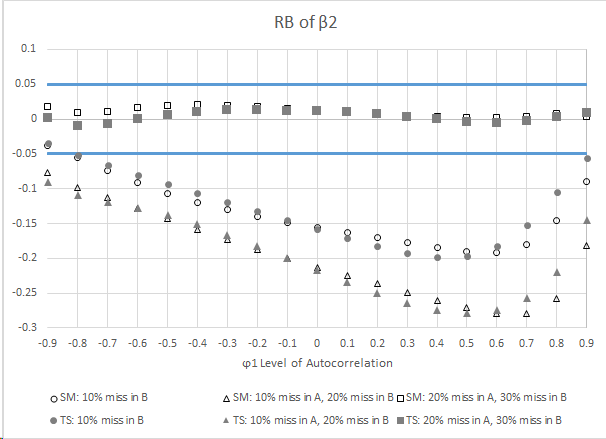 RB of β2
0.1
0.05
0
-0.05
-0.1
-0.15
-0.2
-0.25
-0.3
-0.9 -0.8 -0.7 -0.6 -0.5 -0.4 -0.3 -0.2 -0.1 0 0.1 0.2 0.3 0.4 0.5 0.6 0.7 0.8 0.9
φ1 Level of Autocorrelation
SM: 10% miss in B SM: 10% miss in A, 20% miss in B SM: 20% miss in A, 30% miss in B
TS: 10% miss in B TS: 10% miss in A, 20% miss in B TS: 20% miss in A, 30% miss in B